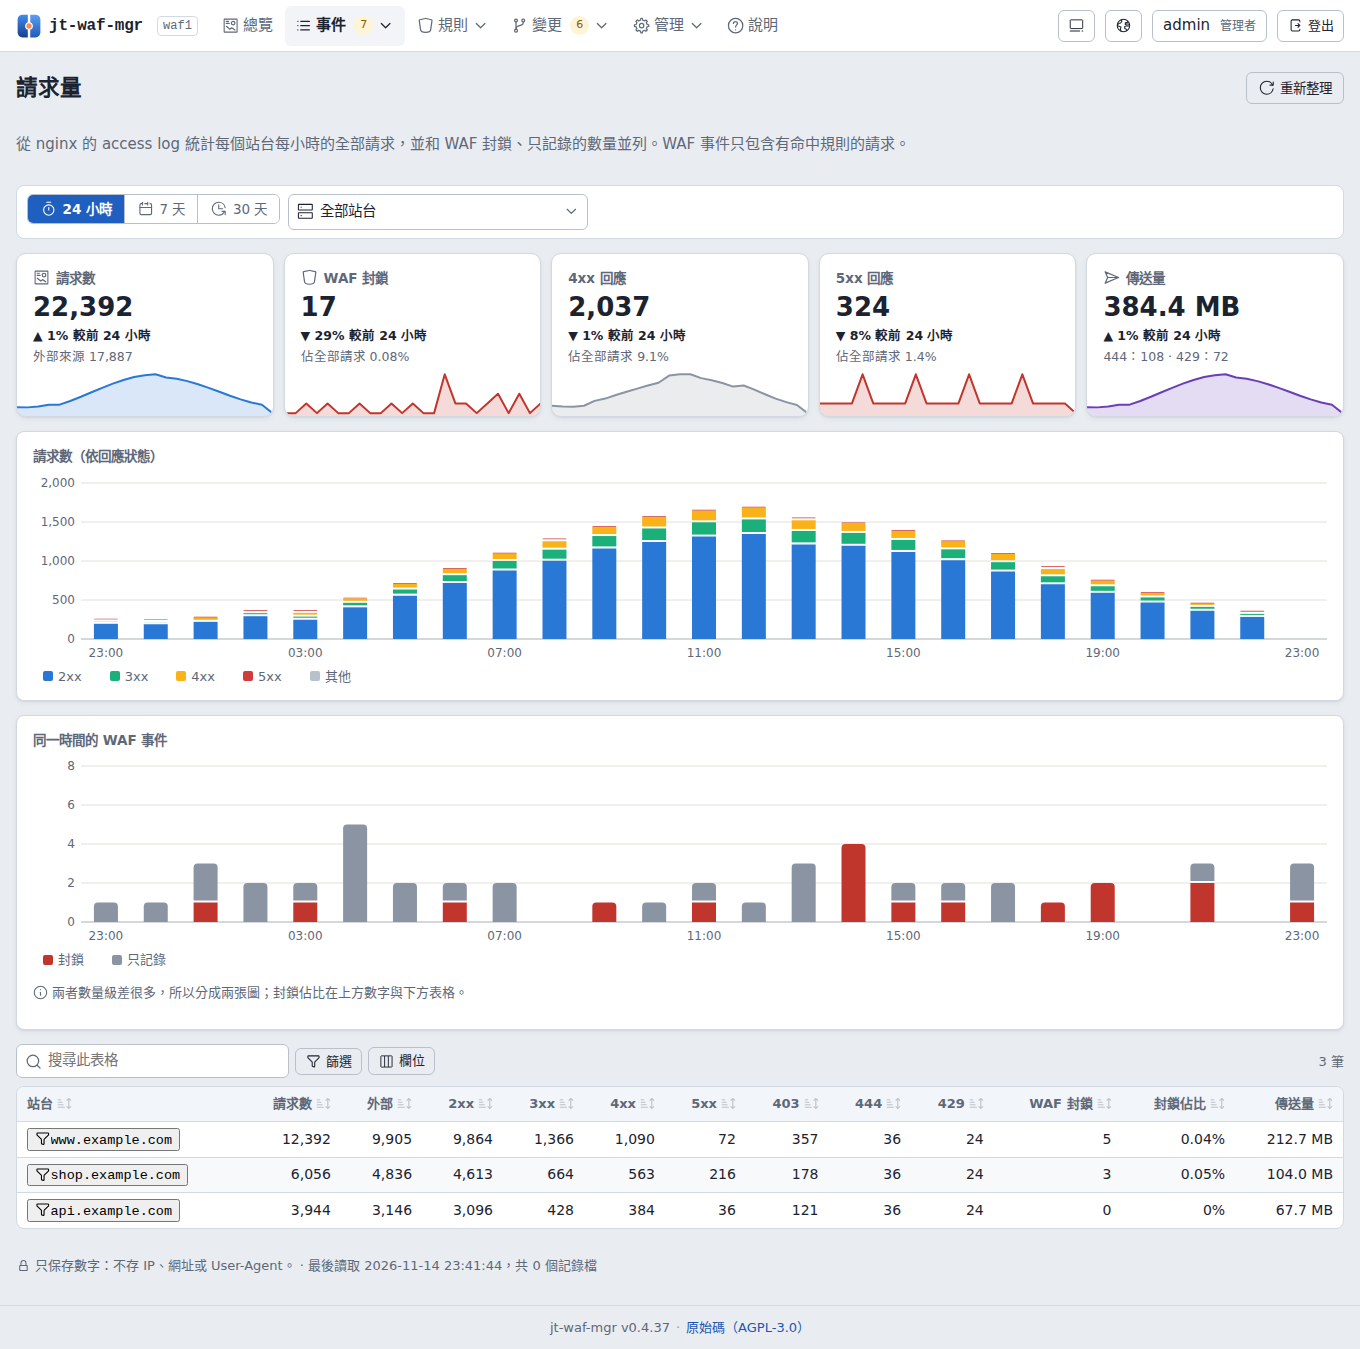 jt-waf-mgr waf1 總覽 事件 7 規則 變更 6 管理 說明 admin 管理者 登出
請求量 重新整理
從 nginx 的 access log 統計每個站台每小時的全部請求，並和 WAF 封鎖、只記錄的數量並列。WAF 事件只包含有命中規則的請求。
24 小時 7 天 30 天 全部站台
請求數 WAF 封鎖 4xx 回應 5xx 回應 傳送量
22,392 17 2,037 324 384.4 MB
▲ 1% 較前 24 小時 ▼ 29% 較前 24 小時 ▼ 1% 較前 24 小時 ▼ 8% 較前 24 小時 ▲ 1% 較前 24 小時
外部來源 17,887 佔全部請求 0.08% 佔全部請求 9.1% 佔全部請求 1.4% 444：108 · 429：72
請求數（依回應狀態）
2,000
1,500
1,000
500
0
23:00 03:00 07:00 11:00 15:00 19:00 23:00
2xx 3xx 4xx 5xx 其他
同一時間的 WAF 事件
8
6
4
2
0
23:00 03:00 07:00 11:00 15:00 19:00 23:00
封鎖 只記錄
兩者數量級差很多，所以分成兩張圖；封鎖佔比在上方數字與下方表格。
搜尋此表格 篩選 欄位 3 筆
站台 請求數 外部 2xx 3xx 4xx 5xx 403 444 429 WAF 封鎖 封鎖佔比 傳送量
www.example.com 12,392 9,905 9,864 1,366 1,090 72 357 36 24 5 0.04% 212.7 MB
shop.example.com 6,056 4,836 4,613 664 563 216 178 36 24 3 0.05% 104.0 MB
api.example.com 3,944 3,146 3,096 428 384 36 121 36 24 0 0% 67.7 MB
只保存數字：不存 IP、網址或 User-Agent。 · 最後讀取 2026-11-14 23:41:44，共 0 個記錄檔
jt-waf-mgr v0.4.37 · 原始碼（AGPL-3.0）